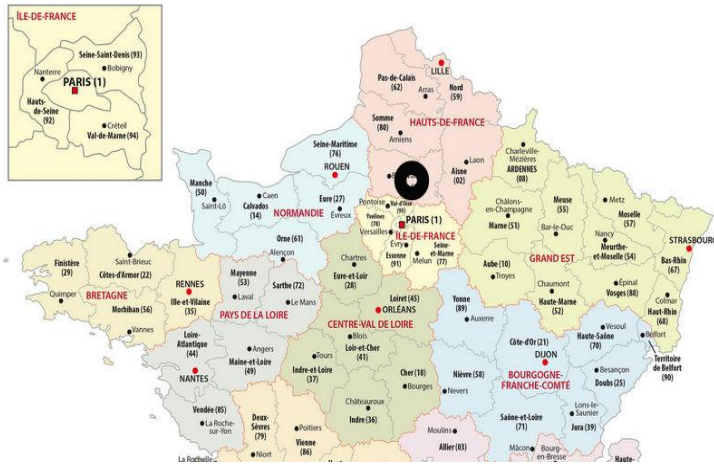 ÎLE-DE-FRANCE
Seine-Saint-Denis (93)
Nanterre
Bobigny
PARIS (1)
Hauts-
de-Seine
(92)
Créteil
Val-de-Marne (94)
LILLE
Pas-de-Calais
(62)
Nord
(59)
Arras
Somme
(80)
HAUTS-DE-FRANCE
Amiens
Seine-Maritime
(76)
ROUEN
Laon
Aisne
(02)
Charleville-
Mézières
ARDENNES
(08)
Manche
(50)
Saint-Lô
Caen
Calvados
(14)
Eure (27)
Évreux
NORMANDIE
Pontoise
Val-d'Oise
(95)
Yvelines
(78)
PARIS (1)
Versailles
ÎLE-DE-FRANCE
Évry
Essonne
(91)
Melun
Seine-
et-Marne
(77)
Châlons-
en-Champagne
Marne (51)
Meuse
(55)
Bar-le-Duc
Metz
Moselle
(57)
Nancy
Meurthe-
et-Moselle (54)
STRASBOURG
Bas-Rhin
(67)
GRAND EST
Orne (61)
Alençon
Finistère
(29)
Saint-Brieuc
Côtes-d'Armor (22)
Quimper
BRETAGNE
Morbihan (56)
Vannes
RENNES
Ille-et-Vilaine
(35)
Mayenne
(53)
Laval
Sarthe (72)
Le Mans
PAYS DE LA LOIRE
Chartres
Eure-et-Loir
(28)
Loiret (45)
ORLÉANS
CENTRE-VAL DE LOIRE
Aube (10)
Troyes
Chaumont
Haute-Marne
(52)
Épinal
Vosges (88)
Colmar
Haut-Rhin
(68)
Yonne
(89)
Auxerre
Loire-
Atlantique
(44)
NANTES
Angers
Maine-et-Loire
(49)
Blois
Loir-et-Cher
(41)
Tours
Indre-et-Loire
(37)
Cher (18)
Bourges
Nièvre (58)
Nevers
Côte-d'Or (21)
DIJON
BOURGOGNE-
FRANCHE-COMTÉ
Vesoul
Haute-Saône
(70)
Belfort
Territoire
de Belfort
(90)
Besançon
Doubs (25)
Vendée (85)
La Roche-
sur-Yon
Deux-
Sèvres
(79)
Niort
Poitiers
Vienne
(86)
Châteauroux
Indre (36)
Moulins
Allier (03)
Saône-et-Loire
(71)
Lons-le-
Saunier
Jura (39)
Mâcon
Bourg-
en-Bresse
La Rochelle
Haute-